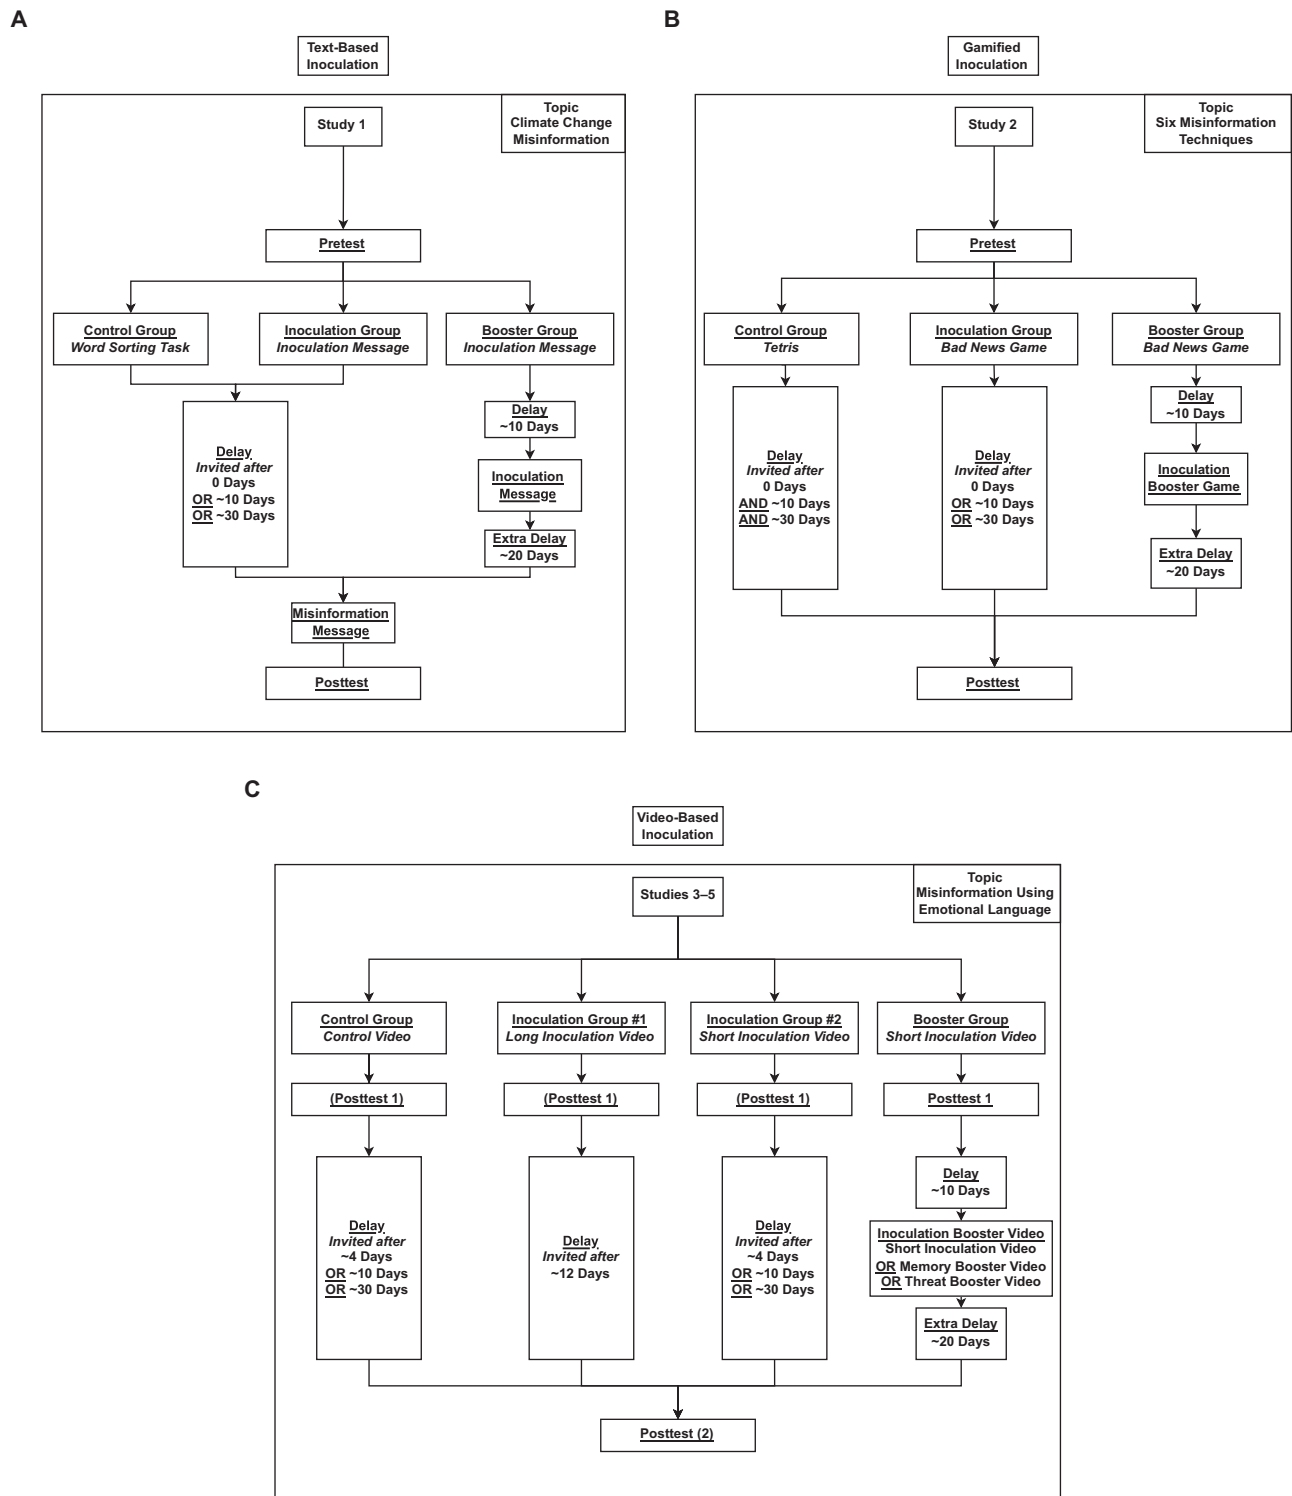 A
Text-Based
Inoculation
Topic
Climate Change
Misinformation
Study 1
Pretest
Control Group
Word Sorting Task
Inoculation Group
Inoculation Message
Booster Group
Inoculation Message
Delay
Invited after
0 Days
OR ~10 Days
OR ~30 Days
Delay
~10 Days
Inoculation
Message
Extra Delay
~20 Days
Misinformation
Message
Posttest
B
Gamified
Inoculation
Topic
Six Misinformation
Techniques
Study 2
Pretest
Control Group
Tetris
Inoculation Group
Bad News Game
Booster Group
Bad News Game
Delay
Invited after
0 Days
AND ~10 Days
AND ~30 Days
Delay
Invited after
0 Days
OR ~10 Days
OR ~30 Days
Delay
~10 Days
Inoculation
Booster Game
Extra Delay
~20 Days
Posttest
C
Video-Based
Inoculation
Topic
Misinformation Using
Emotional Language
Studies 3–5
Control Group
Control Video
Inoculation Group #1
Long Inoculation Video
Inoculation Group #2
Short Inoculation Video
Booster Group
Short Inoculation Video
(Posttest 1)
(Posttest 1)
(Posttest 1)
Posttest 1
Delay
Invited after
~4 Days
OR ~10 Days
OR ~30 Days
Delay
Invited after
~12 Days
Delay
Invited after
~4 Days
OR ~10 Days
OR ~30 Days
Delay
~10 Days
Inoculation Booster Video
Short Inoculation Video
OR Memory Booster Video
OR Threat Booster Video
Extra Delay
~20 Days
Posttest (2)